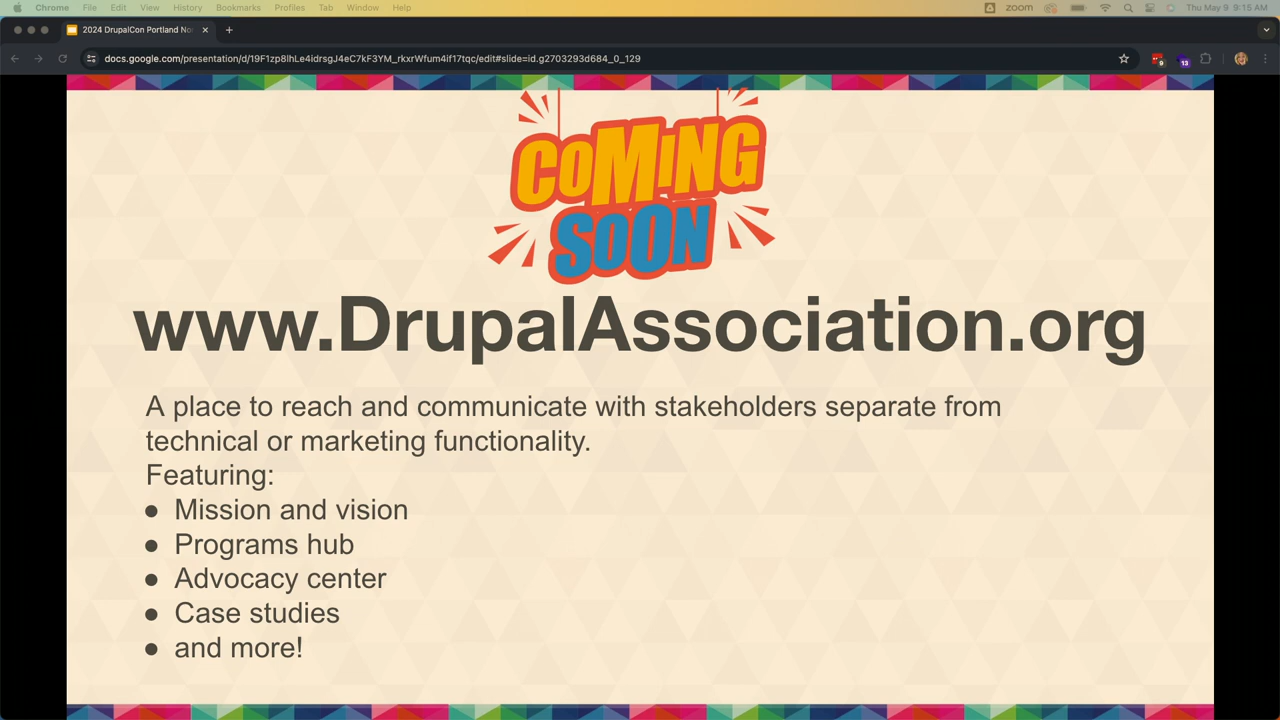 Chrome File Edit View History Bookmarks Profiles Tab Window Help zoom Thu May 9 9:15 AM
2024 DrupalCon Portland No
docs.google.com/presentation/d/19F1zp8lhLe4idrsgJ4eC7kF3YM_rkxrWfum4if17tqc/edit#slide=id.g2703293d684_0_129
9 13
COMING
SOON
www.DrupalAssociation.org
A place to reach and communicate with stakeholders separate from
technical or marketing functionality.
Featuring:
● Mission and vision
● Programs hub
● Advocacy center
● Case studies
● and more!